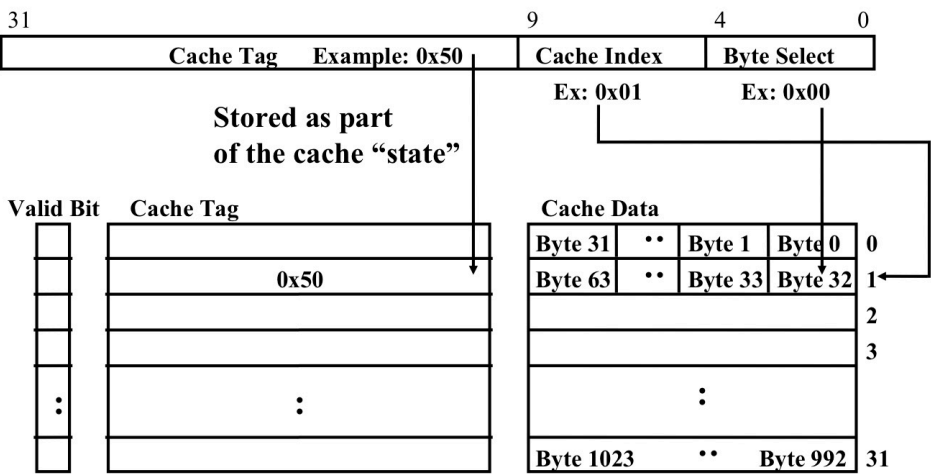 31 9 4 0
Cache Tag Example: 0x50 Cache Index Byte Select
Ex: 0x01 Ex: 0x00
Stored as part
of the cache “state”
Valid Bit Cache Tag Cache Data
Byte 31 ·· Byte 1 Byte 0 0
0x50 Byte 63 ·· Byte 33 Byte 32 1
2
3
: : :
Byte 1023 ·· Byte 992 31